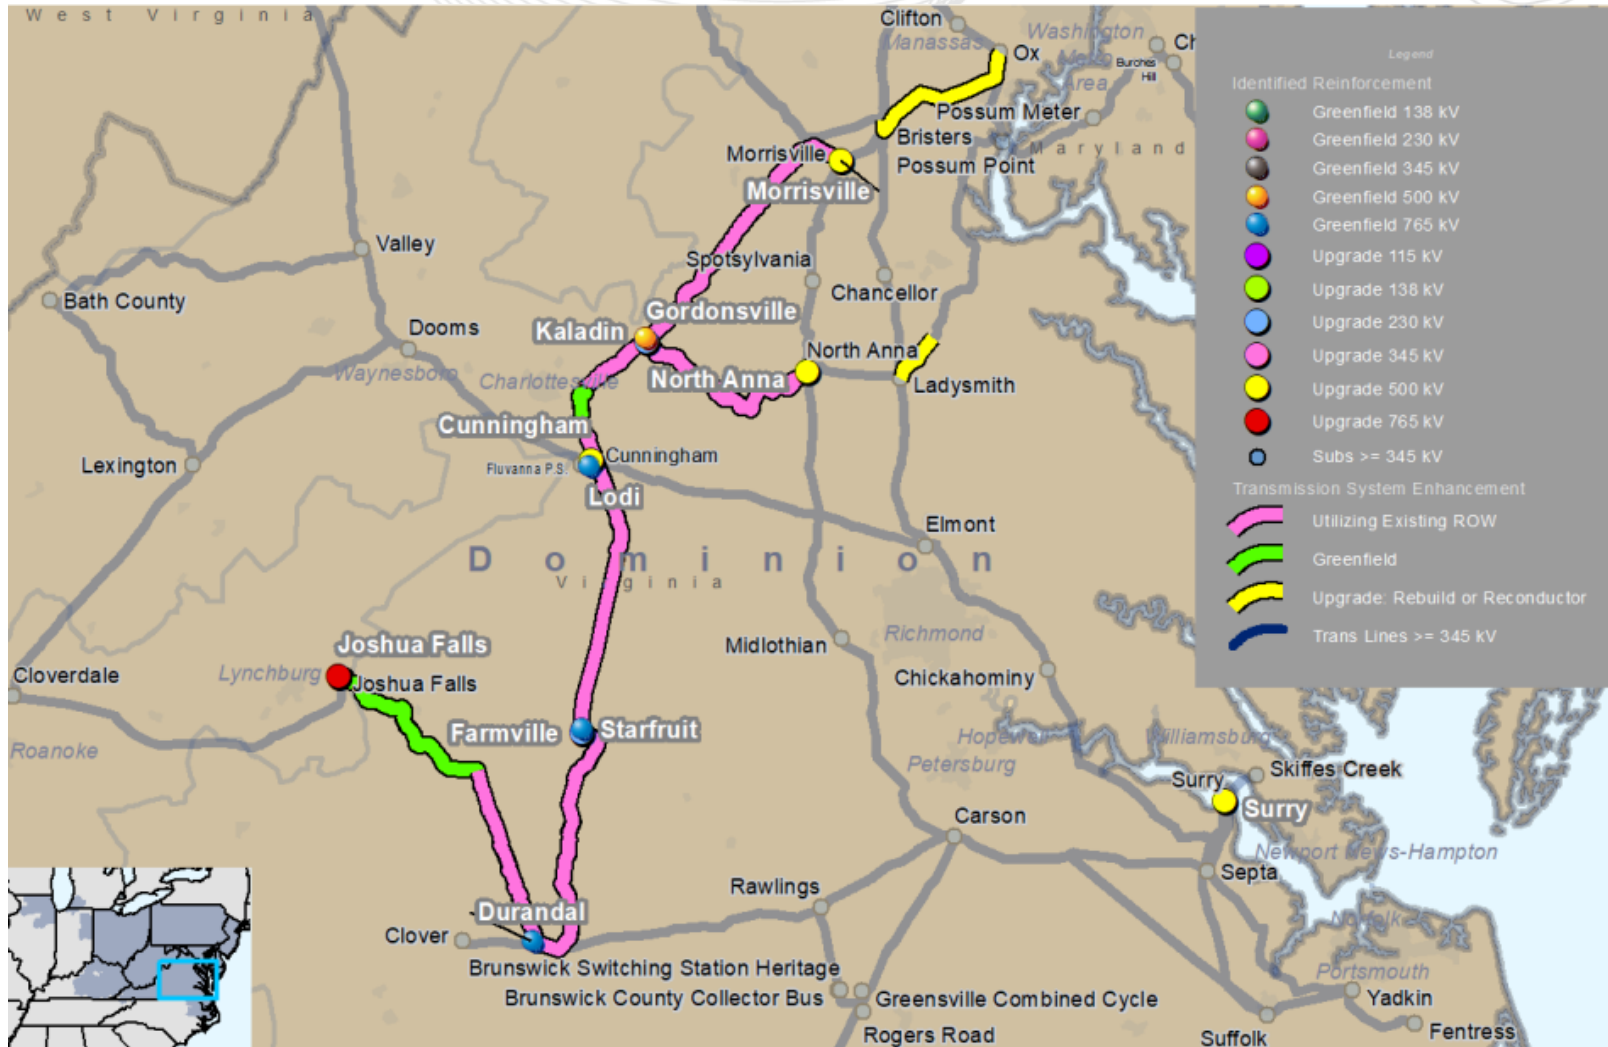 West Virginia
Clifton
Manassas
Washington
Metro
Area
Ox
Ch
Burches
Hill
Possum Meter
Bristers
Maryland
Possum Point
Morrisville
Morrisville
Valley
Bath County
Spotsylvania
Chancellor
Gordonsville
Kaladin
Dooms
Waynesboro
Charlottesville
North Anna
North Anna
Ladysmith
Cunningham
Cunningham
Fluvanna P.S.
Lexington
Lodi
Elmont
Dominion
Virginia
Richmond
Midlothian
Joshua Falls
Lynchburg
Joshua Falls
Cloverdale
Chickahominy
Farmville
Starfruit
Roanoke
Hopewell
Williamsburg
Petersburg
Surry
Skiffes Creek
Surry
Carson
Newport News-Hampton
Septa
Rawlings
Durandal
Clover
Norfolk
Brunswick Switching Station Heritage
Portsmouth
Brunswick County Collector Bus
Greensville Combined Cycle
Yadkin
Rogers Road
Suffolk
Fentress
Legend
Identified Reinforcement
Greenfield 138 kV
Greenfield 230 kV
Greenfield 345 kV
Greenfield 500 kV
Greenfield 765 kV
Upgrade 115 kV
Upgrade 138 kV
Upgrade 230 kV
Upgrade 345 kV
Upgrade 500 kV
Upgrade 765 kV
Subs >= 345 kV
Transmission System Enhancement
Utilizing Existing ROW
Greenfield
Upgrade: Rebuild or Reconductor
Trans Lines >= 345 kV